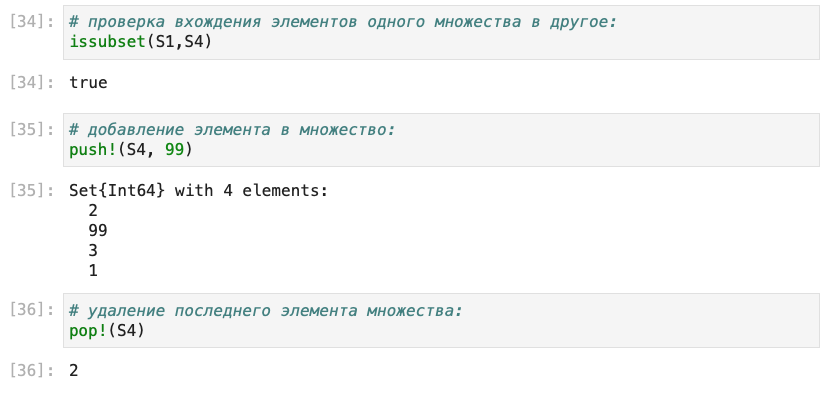 [34]: # проверка вхождения элементов одного множества в другое:
issubset(S1,S4)
[34]: true
[35]: # добавление элемента в множество:
push!(S4, 99)
[35]: Set{Int64} with 4 elements:
2
99
3
1
[36]: # удаление последнего элемента множества:
pop!(S4)
[36]: 2